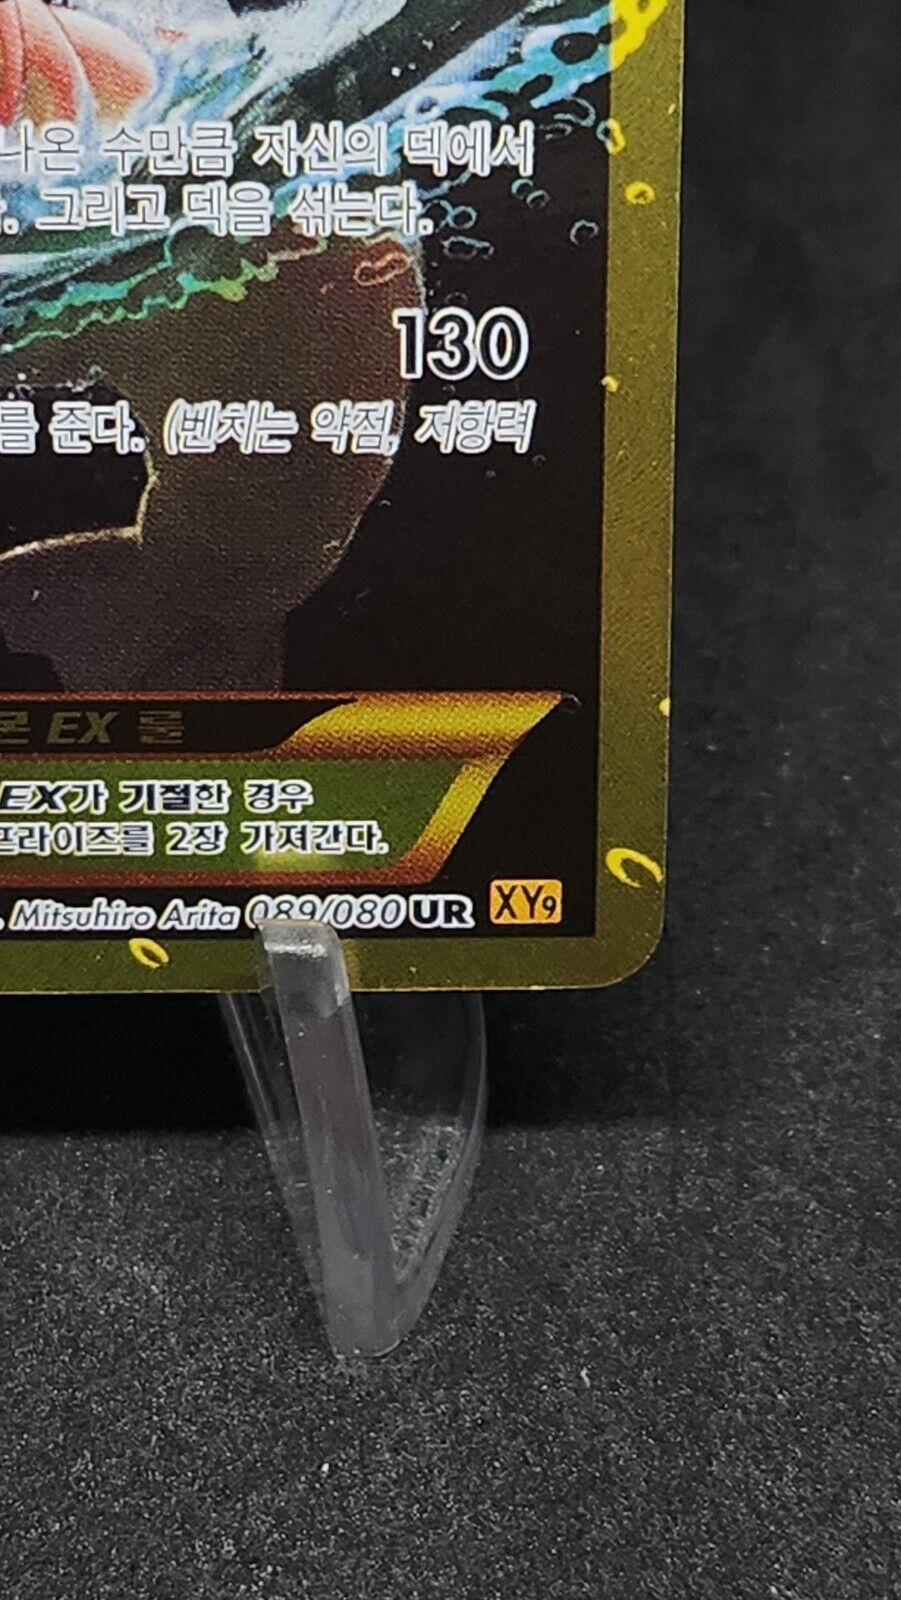 나온 수만큼 자신의 덱에서
. 그리고 덱을 섞는다.
130
를 준다. (벤치는 약점, 저항력
몬 EX 룰
EX가 기절한 경우
프라이즈를 2장 가져간다.
. Mitsuhiro Arita 089/080 UR XY9